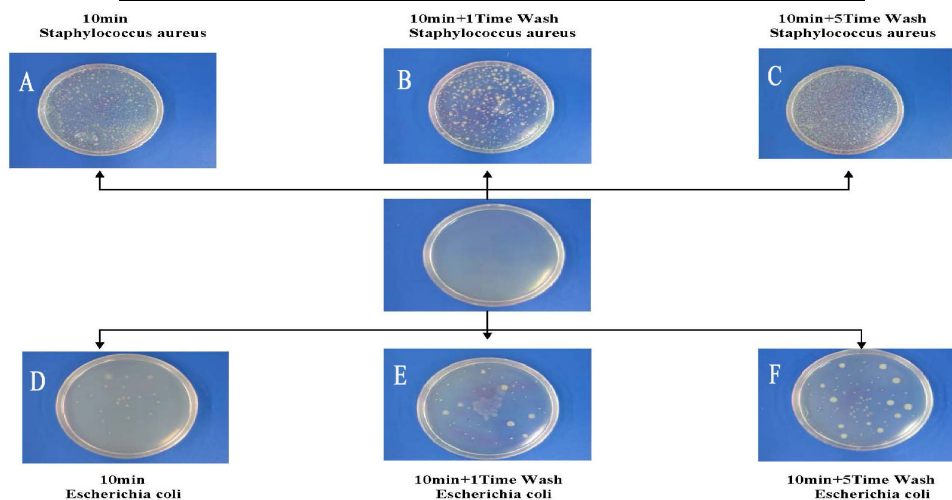 10min
Staphylococcus aureus
10min+1Time Wash
Staphylococcus aureus
10min+5Time Wash
Staphylococcus aureus
A
B
C
D
E
F
10min
Escherichia coli
10min+1Time Wash
Escherichia coli
10min+5Time Wash
Escherichia coli